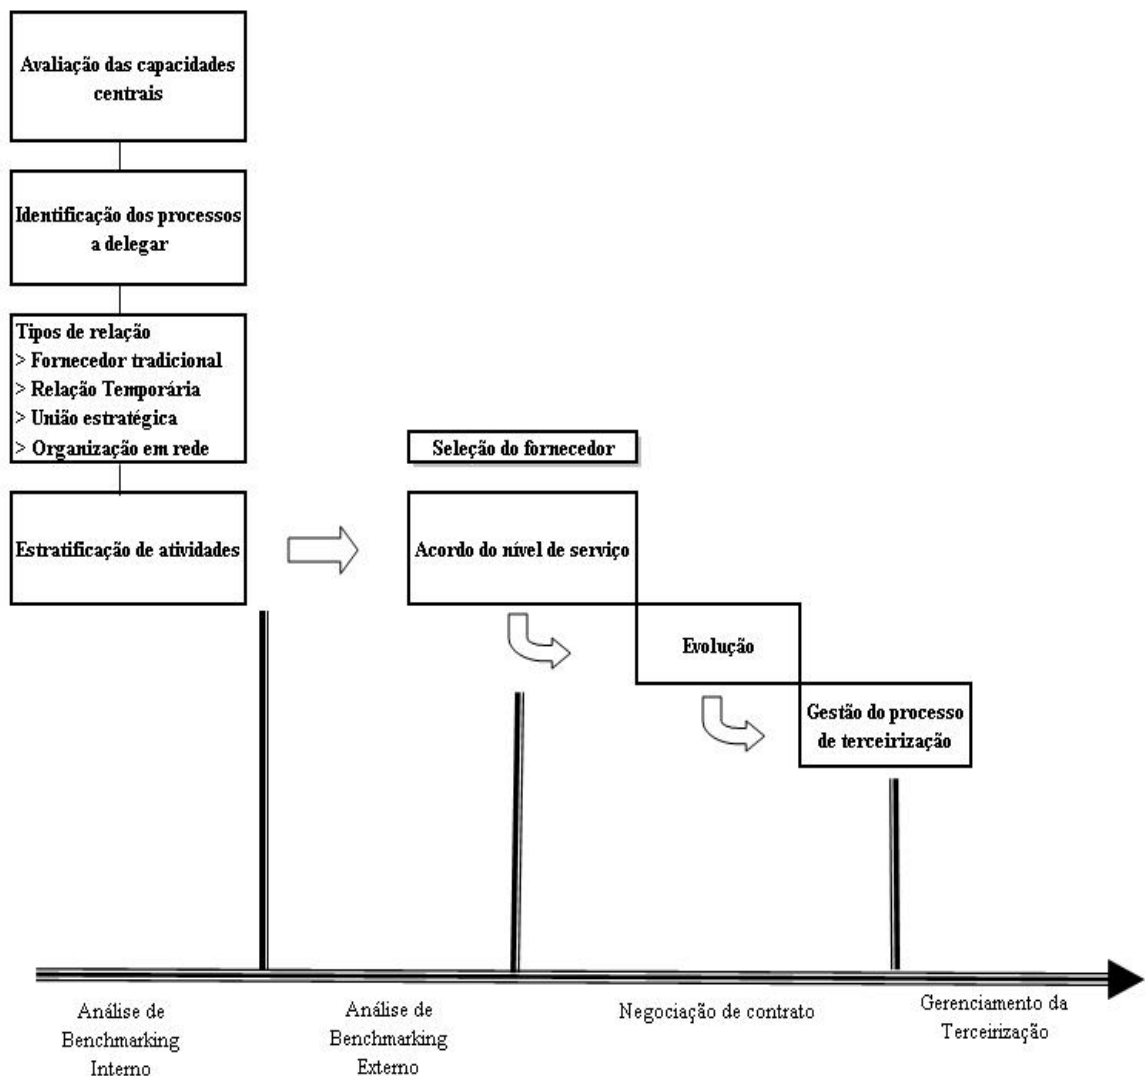 Avaliação das capacidades
centrais
Identificação dos processos
a delegar
Tipos de relação
> Fornecedor tradicional
> Relação Temporária
> União estratégica
> Organização em rede
Seleção do fornecedor
Estratificação de atividades
Acordo do nível de serviço
Evolução
Gestão do processo
de terceirização
Análise de
Benchmarking
Interno
Análise de
Benchmarking
Externo
Negociação de contrato
Gerenciamento da
Terceirização